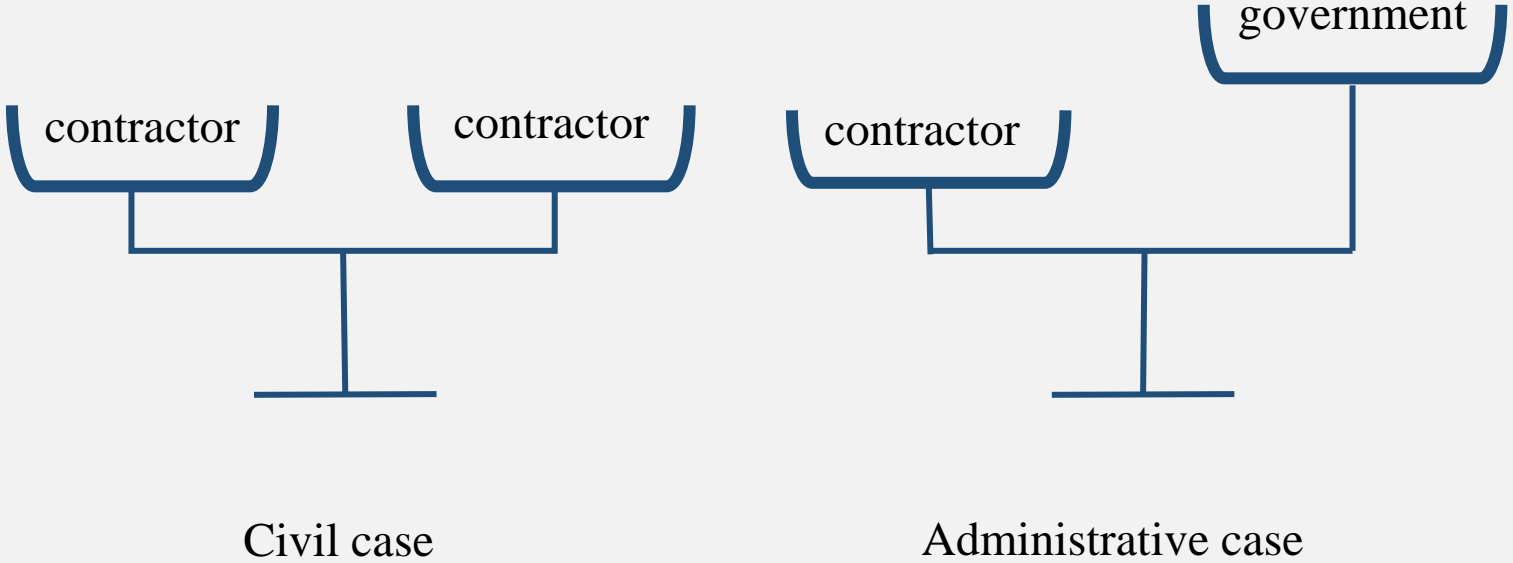 contractor
contractor
contractor
government
Civil case
Administrative case